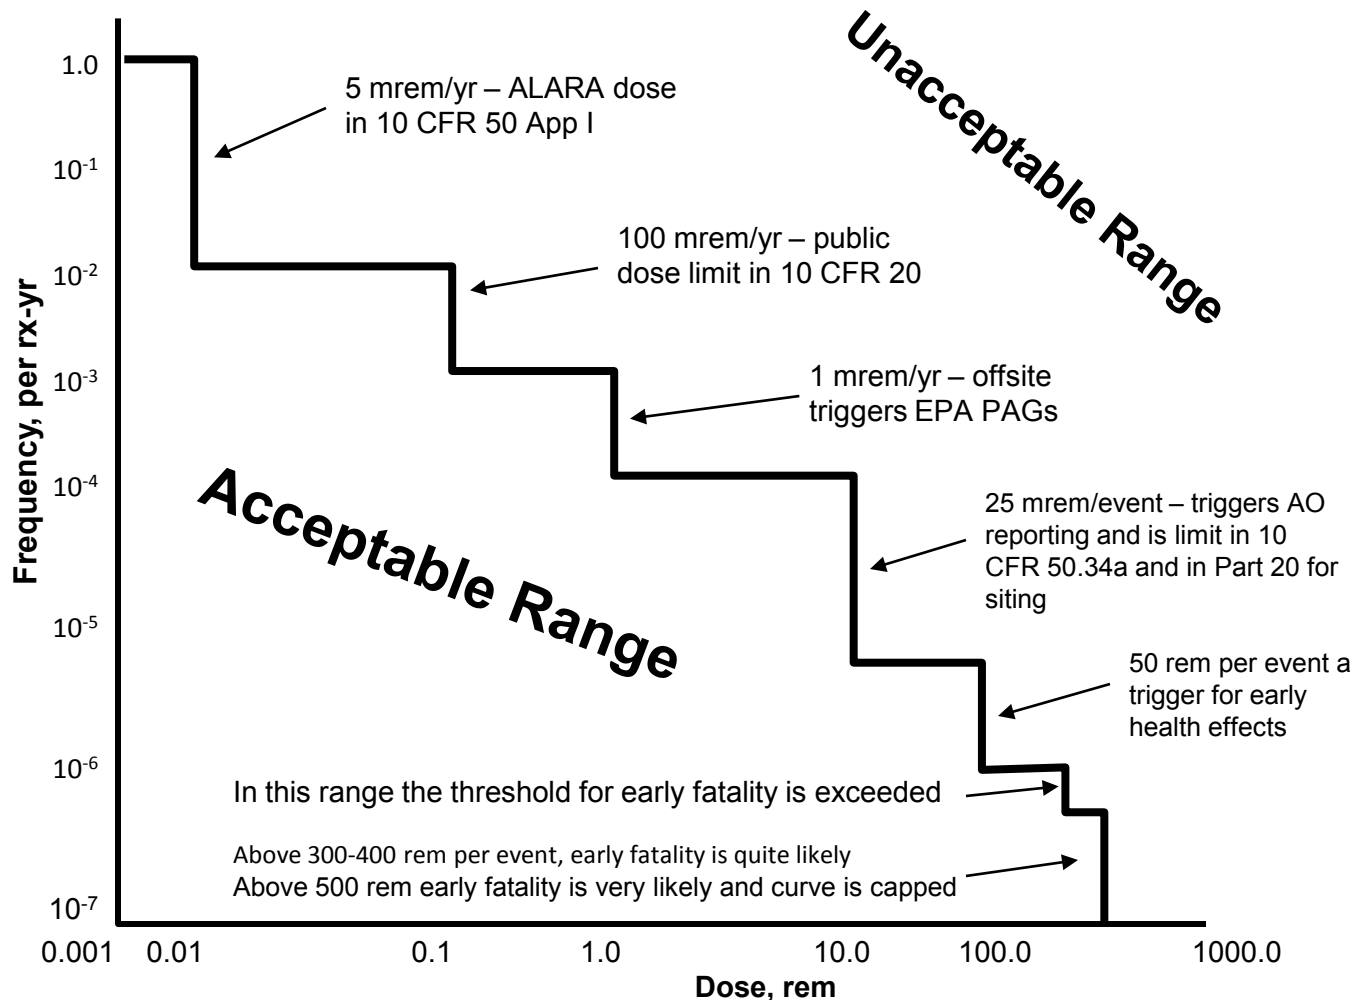 Unacceptable Range
1.0
5 mrem/yr – ALARA dose
in 10 CFR 50 App I
10-1
100 mrem/yr – public
dose limit in 10 CFR 20
10-2
1 mrem/yr – offsite
triggers EPA PAGs
10-3
Frequency, per rx-yr
10-4
Acceptable Range
25 mrem/event – triggers AO
reporting and is limit in 10
CFR 50.34a and in Part 20 for
siting
10-5
50 rem per event a
trigger for early
health effects
10-6
In this range the threshold for early fatality is exceeded
Above 300-400 rem per event, early fatality is quite likely
Above 500 rem early fatality is very likely and curve is capped
10-7
0.001 0.01 0.1 1.0 10.0 100.0 1000.0
Dose, rem